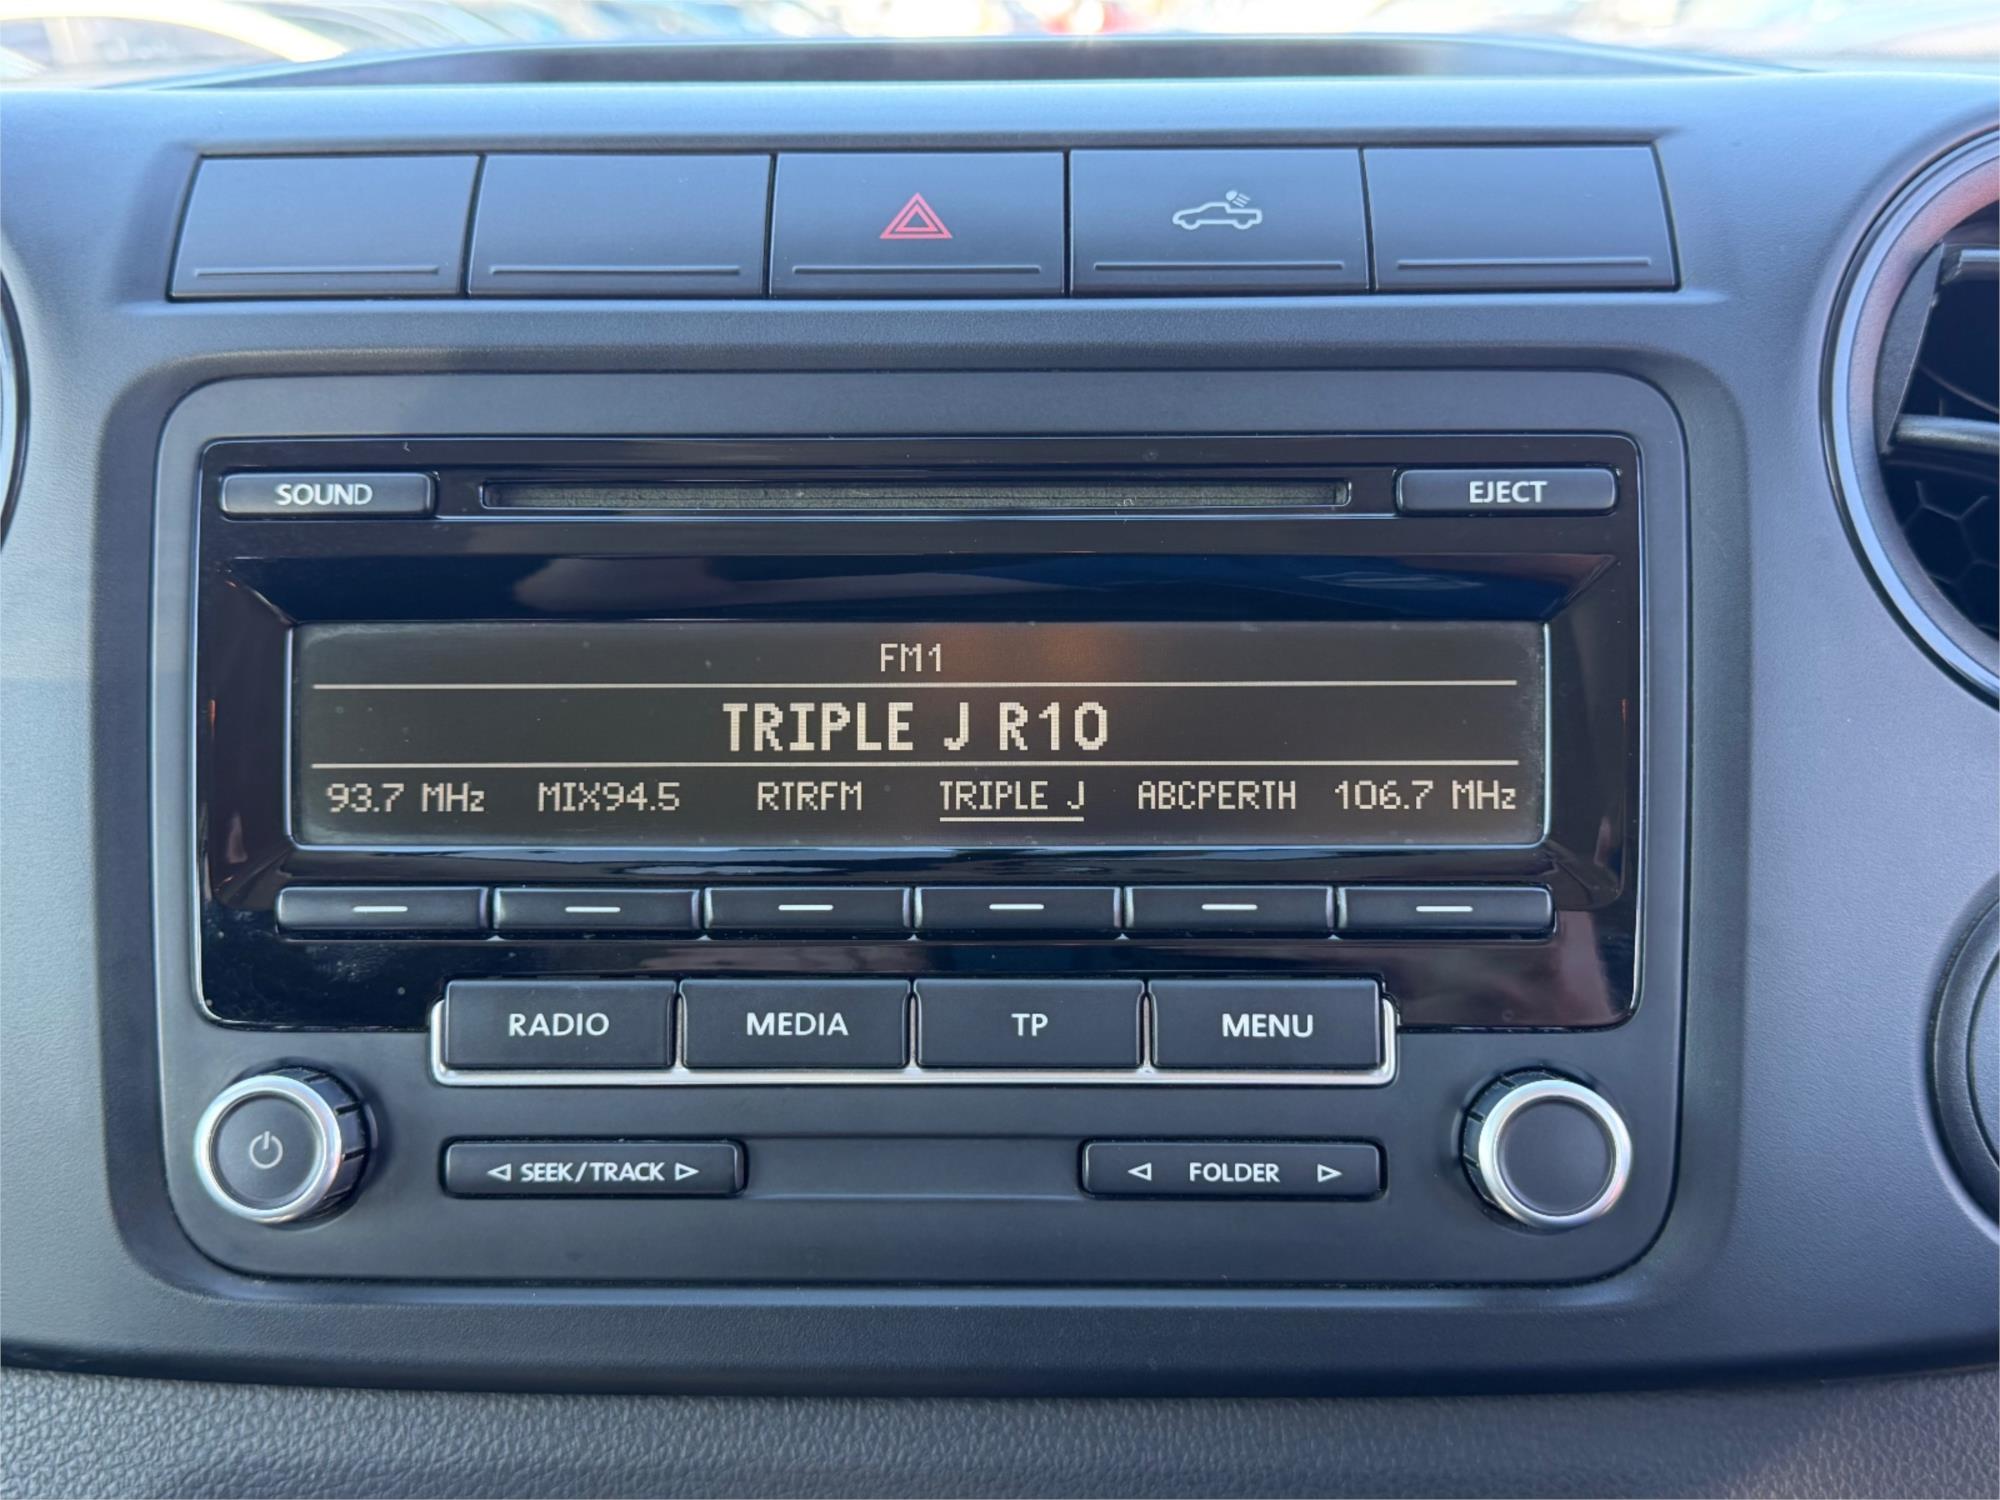 SOUND EJECT
FM1
TRIPLE J R10
93.7 MHz MIX94.5 RTRFM TRIPLE J ABCPERTH 106.7 MHz
RADIO MEDIA TP MENU
SEEK/TRACK FOLDER